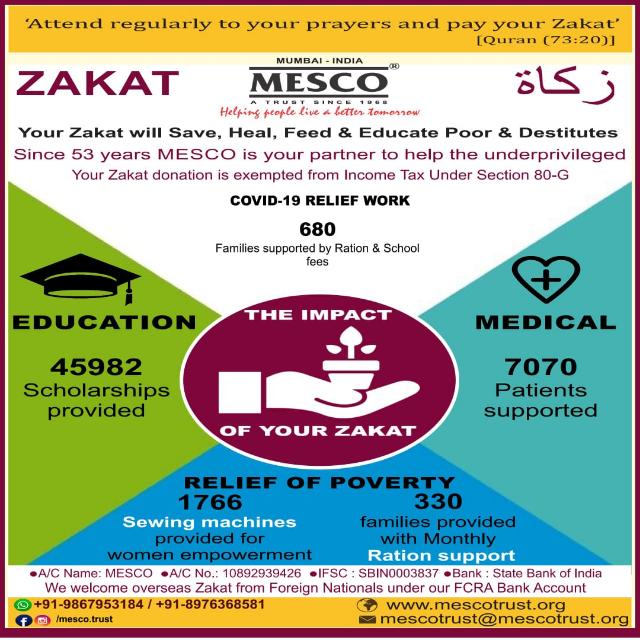 ‘Attend regularly to your prayers and pay your Zakat’
[Quran (73:20)]
ZAKAT
MUMBAI - INDIA
MESCO®
A TRUST SINCE 1968
Helping people live a better tomorrow
زكاة
Your Zakat will Save, Heal, Feed & Educate Poor & Destitutes
Since 53 years MESCO is your partner to help the underprivileged
Your Zakat donation is exempted from Income Tax Under Section 80-G
COVID-19 RELIEF WORK
680
Families supported by Ration & School
fees
EDUCATION
45982
Scholarships
provided
THE IMPACT
OF YOUR ZAKAT
MEDICAL
7070
Patients
supported
RELIEF OF POVERTY
1766
Sewing machines
provided for
women empowerment
330
families provided
with Monthly
Ration support
•A/C Name: MESCO •A/C No.: 10892939426 •IFSC : SBIN0003837 •Bank : State Bank of India
We welcome overseas Zakat from Foreign Nationals under our FCRA Bank Account
+91-9867953184 / +91-8976368581
www.mescotrust.org
/mesco.trust
mescotrust@mescotrust.org